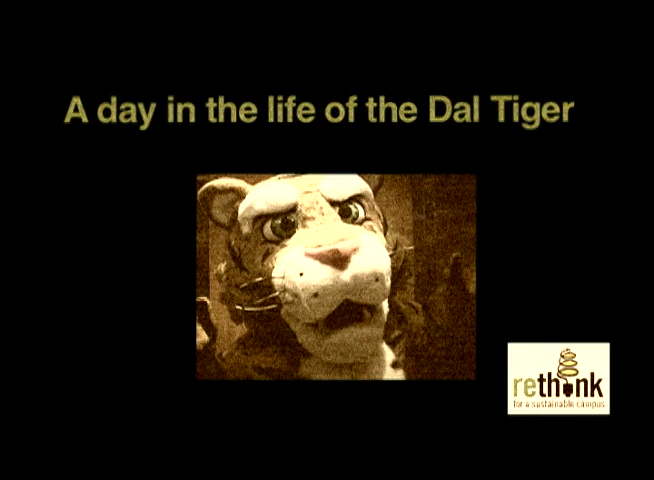 A day in the life of the Dal Tiger
rethink
for a sustainable campus